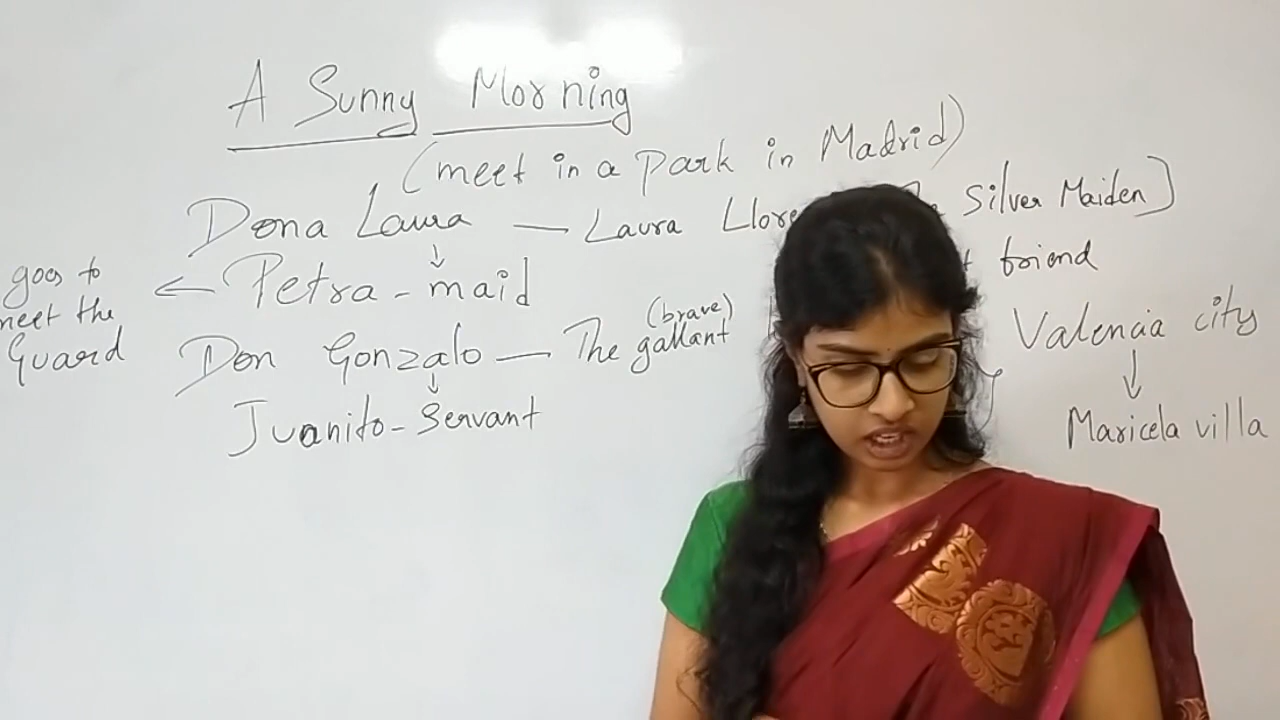 A Sunny Morning
(meet in a park in Madrid)
Dona Laura — Laura Silver Maiden]
friend
goes to meet the Guard ← Petra - maid
(brave)
Don Gonzalo — The gallant Valencia city
Juanito - Servant Maricela villa